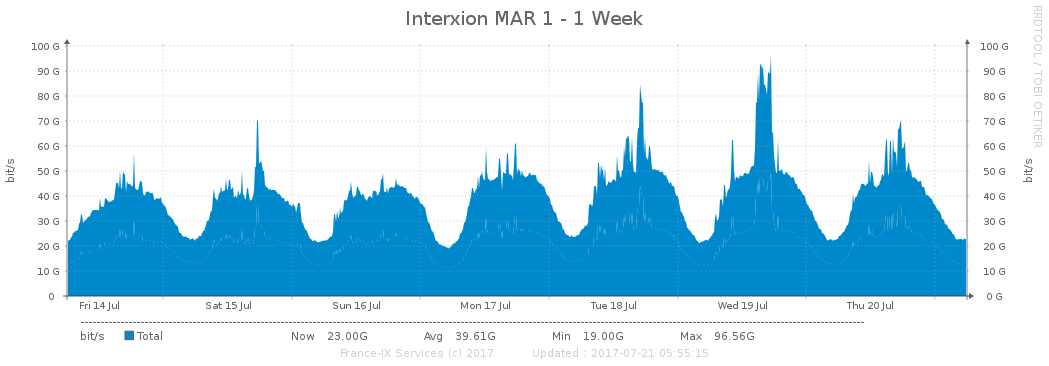 Interxion MAR 1 - 1 Week
RRDTOOL / TOBI OETIKER
bit/s
bit/s
100 G 100 G
90 G 90 G
80 G 80 G
70 G 70 G
60 G 60 G
50 G 50 G
40 G 40 G
30 G 30 G
20 G 20 G
10 G 10 G
0 0 G
Fri 14 Jul Sat 15 Jul Sun 16 Jul Mon 17 Jul Tue 18 Jul Wed 19 Jul Thu 20 Jul
bit/s Total Now 23.00G Avg 39.61G Min 19.00G Max 96.56G
France-IX Services (c) 2017 Updated : 2017-07-21 05:55:15